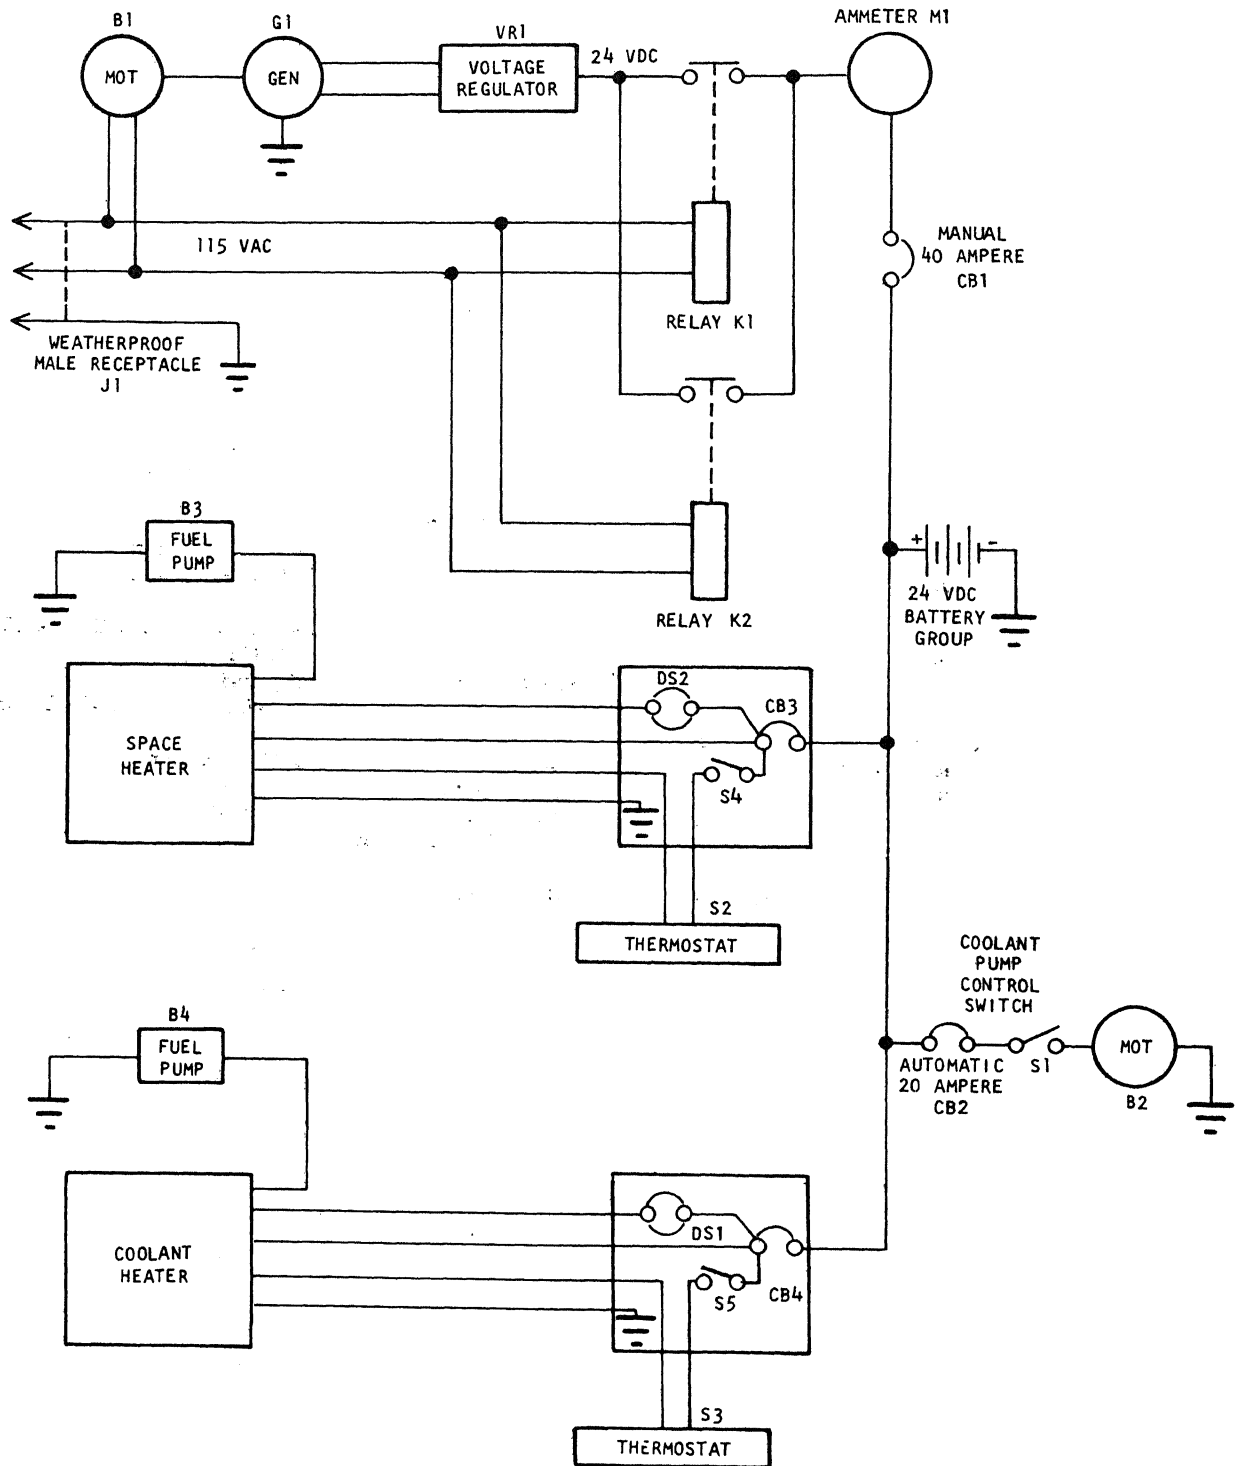 B1
G1
VR1
AMMETER M1
MOT
GEN
VOLTAGE
REGULATOR
24 VDC
115 VAC
MANUAL
40 AMPERE
CB1
RELAY K1
WEATHERPROOF
MALE RECEPTACLE
J1
B3
FUEL
PUMP
+
-
24 VDC
BATTERY
GROUP
RELAY K2
SPACE
HEATER
DS2
CB3
S4
S2
THERMOSTAT
COOLANT
PUMP
CONTROL
SWITCH
B4
FUEL
PUMP
MOT
AUTOMATIC
20 AMPERE
CB2
S1
B2
COOLANT
HEATER
DS1
S5
CB4
S3
THERMOSTAT